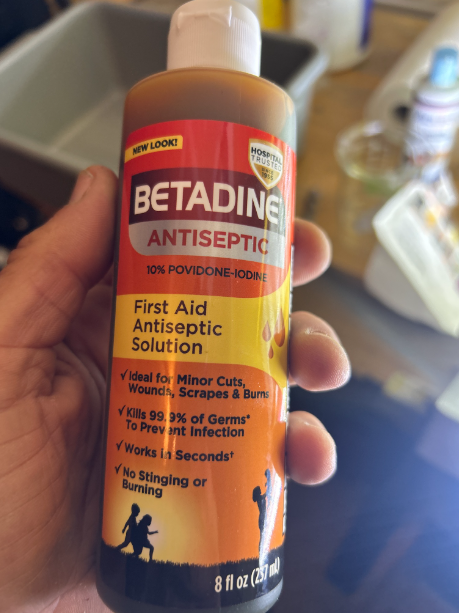 NEW LOOK!
HOSPITAL
TRUSTED
SINCE
BETADINE
ANTISEPTIC
10% POVIDONE-IODINE
First Aid
Antiseptic
Solution
✓Ideal for Minor Cuts,
Wounds, Scrapes & Burns
✓Kills 99.9% of Germs*
To Prevent Infection
✓Works in Seconds†
✓No Stinging or
Burning
8 fl oz (237 mL)